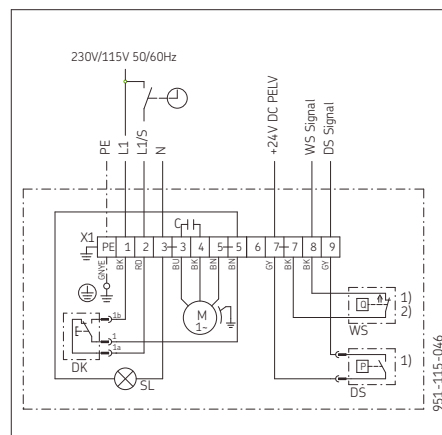 230V/115V 50/60Hz
PE
L1
L1/S
N
+24V DC PELV
WS Signal
DS Signal
C
X1
PE 1 2 3 3 4 5 5 6 7 7 8 9
GNYE BK RD BU BK BN BN GY BK BK GY
M
1~
Q
1)
2)
WS
1b
1
1a
DK
P
1)
DS
SL
951-115-046